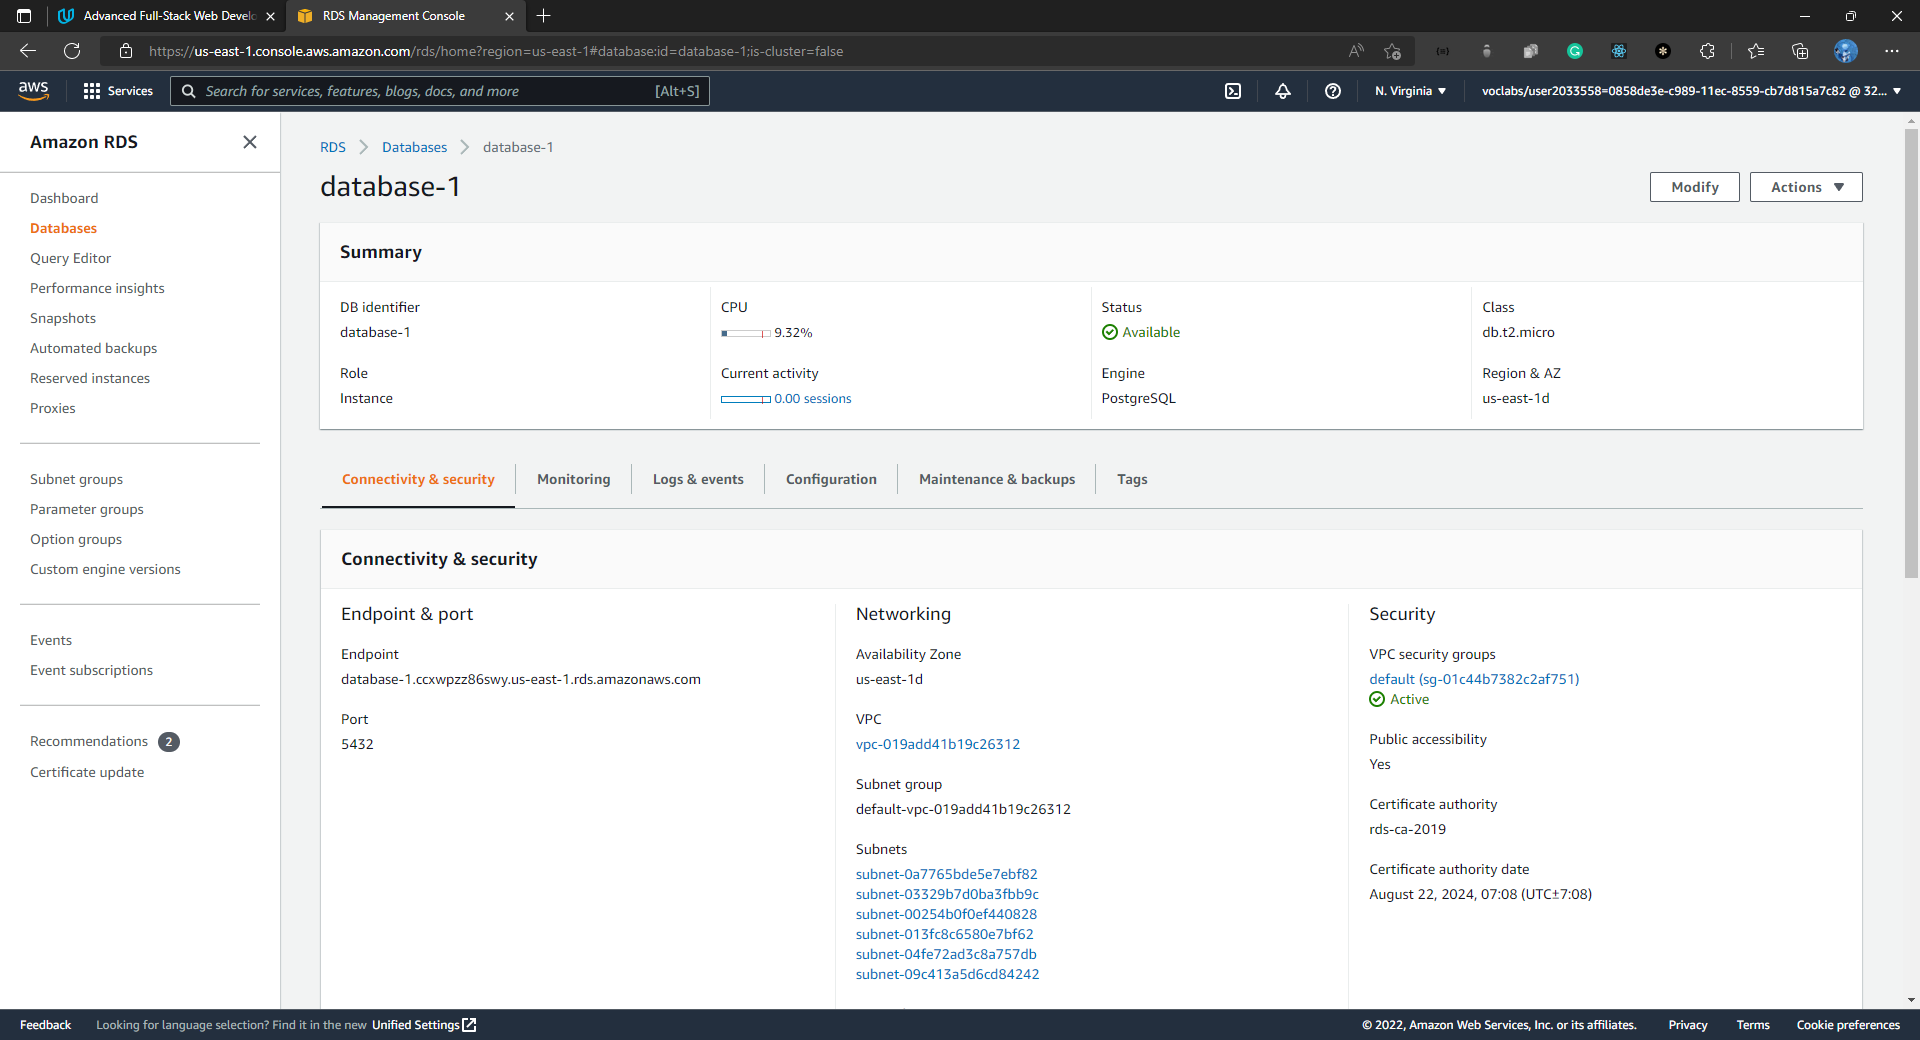 Advanced Full-Stack Web Develo
RDS Management Console
https://us-east-1.console.aws.amazon.com/rds/home?region=us-east-1#database:id=database-1;is-cluster=false
aws
Services
Search for services, features, blogs, docs, and more
[Alt+S]
N. Virginia
voclabs/user2033558=0858de3e-c989-11ec-8559-cb7d815a7c82 @ 32...
Amazon RDS
Dashboard
Databases
Query Editor
Performance insights
Snapshots
Automated backups
Reserved instances
Proxies
Subnet groups
Parameter groups
Option groups
Custom engine versions
Events
Event subscriptions
Recommendations 2
Certificate update
RDS
Databases
database-1
database-1
Modify
Actions
Summary
DB identifier
database-1
CPU
9.32%
Status
Available
Class
db.t2.micro
Role
Instance
Current activity
0.00 sessions
Engine
PostgreSQL
Region & AZ
us-east-1d
Connectivity & security
Monitoring
Logs & events
Configuration
Maintenance & backups
Tags
Connectivity & security
Endpoint & port
Endpoint
database-1.ccxwpzz86swy.us-east-1.rds.amazonaws.com
Port
5432
Networking
Availability Zone
us-east-1d
VPC
vpc-019add41b19c26312
Subnet group
default-vpc-019add41b19c26312
Subnets
subnet-0a7765bde5e7ebf82
subnet-03329b7d0ba3fbb9c
subnet-00254b0f0ef440828
subnet-013fc8c6580e7bf62
subnet-04fe72ad3c8a757db
subnet-09c413a5d6cd84242
Security
VPC security groups
default (sg-01c44b7382c2af751)
Active
Public accessibility
Yes
Certificate authority
rds-ca-2019
Certificate authority date
August 22, 2024, 07:08 (UTC±7:08)
Feedback
Looking for language selection? Find it in the new Unified Settings
© 2022, Amazon Web Services, Inc. or its affiliates.
Privacy
Terms
Cookie preferences